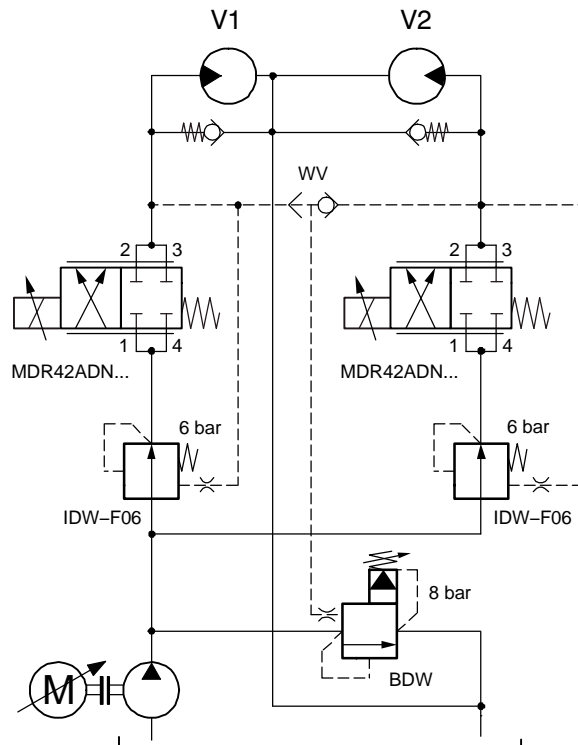 V1 V2
WV
2 3 2 3
1 4 1 4
MDR42ADN... MDR42ADN...
6 bar 6 bar
IDW–F06 IDW–F06
8 bar
BDW
M